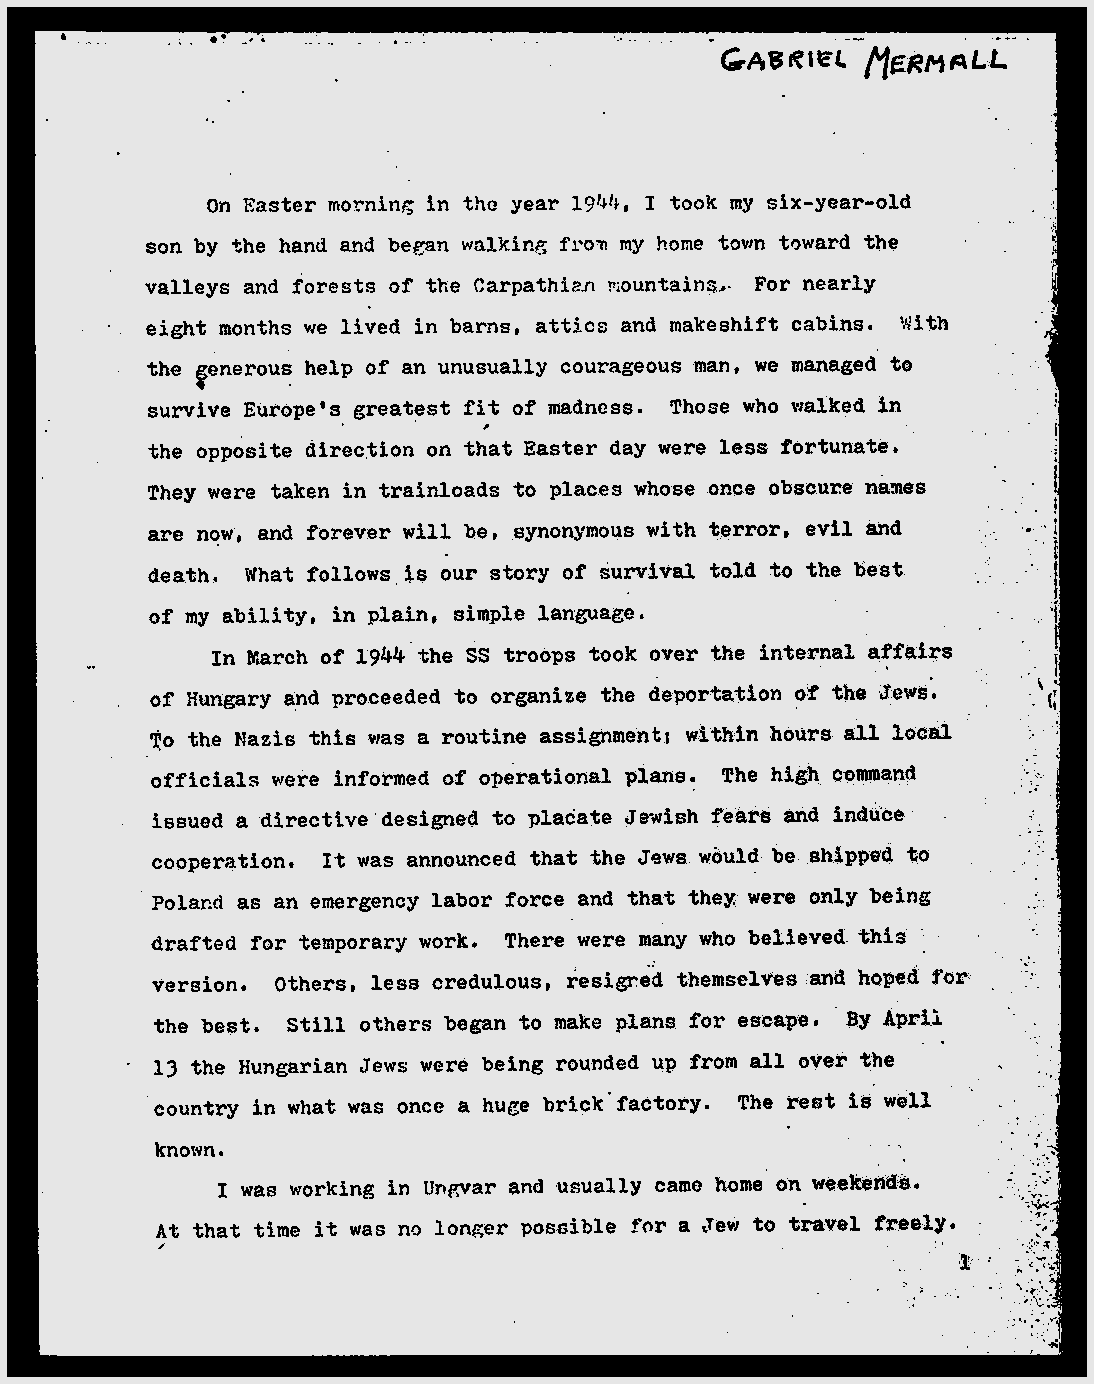 GABRIEL MERMALL
On Easter morning in the year 1944, I took my six-year-old
son by the hand and began walking from my home town toward the
valleys and forests of the Carpathian mountains. For nearly
eight months we lived in barns, attics and makeshift cabins. With
the generous help of an unusually courageous man, we managed to
survive Europe's greatest fit of madness. Those who walked in
the opposite direction on that Easter day were less fortunate.
They were taken in trainloads to places whose once obscure names
are now, and forever will be, synonymous with terror, evil and
death. What follows is our story of survival told to the best
of my ability, in plain, simple language.
In March of 1944 the SS troops took over the internal affairs
of Hungary and proceeded to organize the deportation of the Jews.
To the Nazis this was a routine assignment; within hours all local
officials were informed of operational plans. The high command
issued a directive designed to placate Jewish fears and induce
cooperation. It was announced that the Jews would be shipped to
Poland as an emergency labor force and that they were only being
drafted for temporary work. There were many who believed this
version. Others, less credulous, resigned themselves and hoped for
the best. Still others began to make plans for escape. By April
13 the Hungarian Jews were being rounded up from all over the
country in what was once a huge brick factory. The rest is well
known.
I was working in Ungvar and usually came home on weekends.
At that time it was no longer possible for a Jew to travel freely.
1